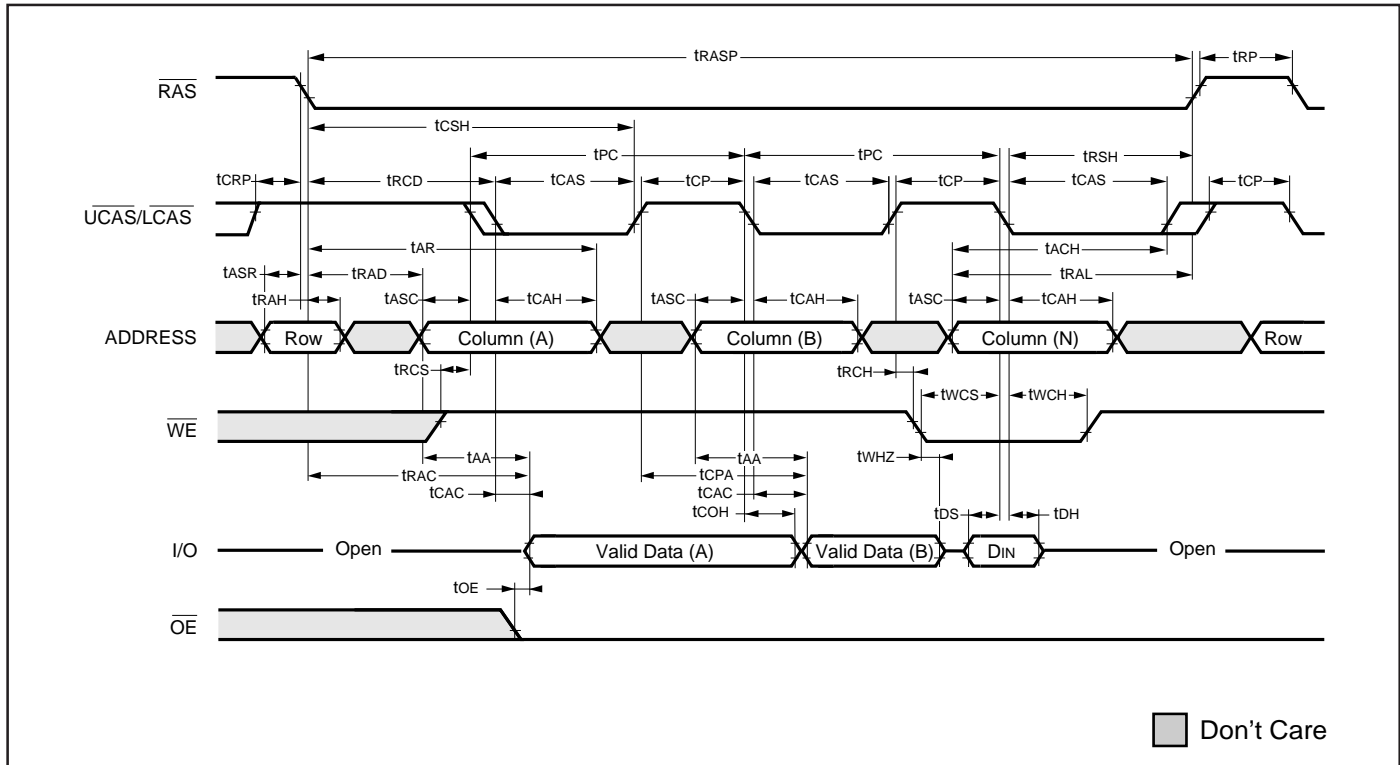 tRASP
tRP
RAS
tCSH
tPC
tPC
tRSH
tCRP
tRCD
tCAS
tCP
tCAS
tCP
tCAS
tCP
UCAS/LCAS
tAR
tACH
tASR
tRAD
tRAL
tRAH
tASC
tCAH
tASC
tCAH
tASC
tCAH
ADDRESS
Row
Column (A)
Column (B)
Column (N)
Row
tRCS
tRCH
tWCS
tWCH
WE
tAA
tAA
tWHZ
tRAC
tCPA
tCAC
tCAC
tCOH
tDS
tDH
I/O
Open
Valid Data (A)
Valid Data (B)
DIN
Open
tOE
OE
Don't Care